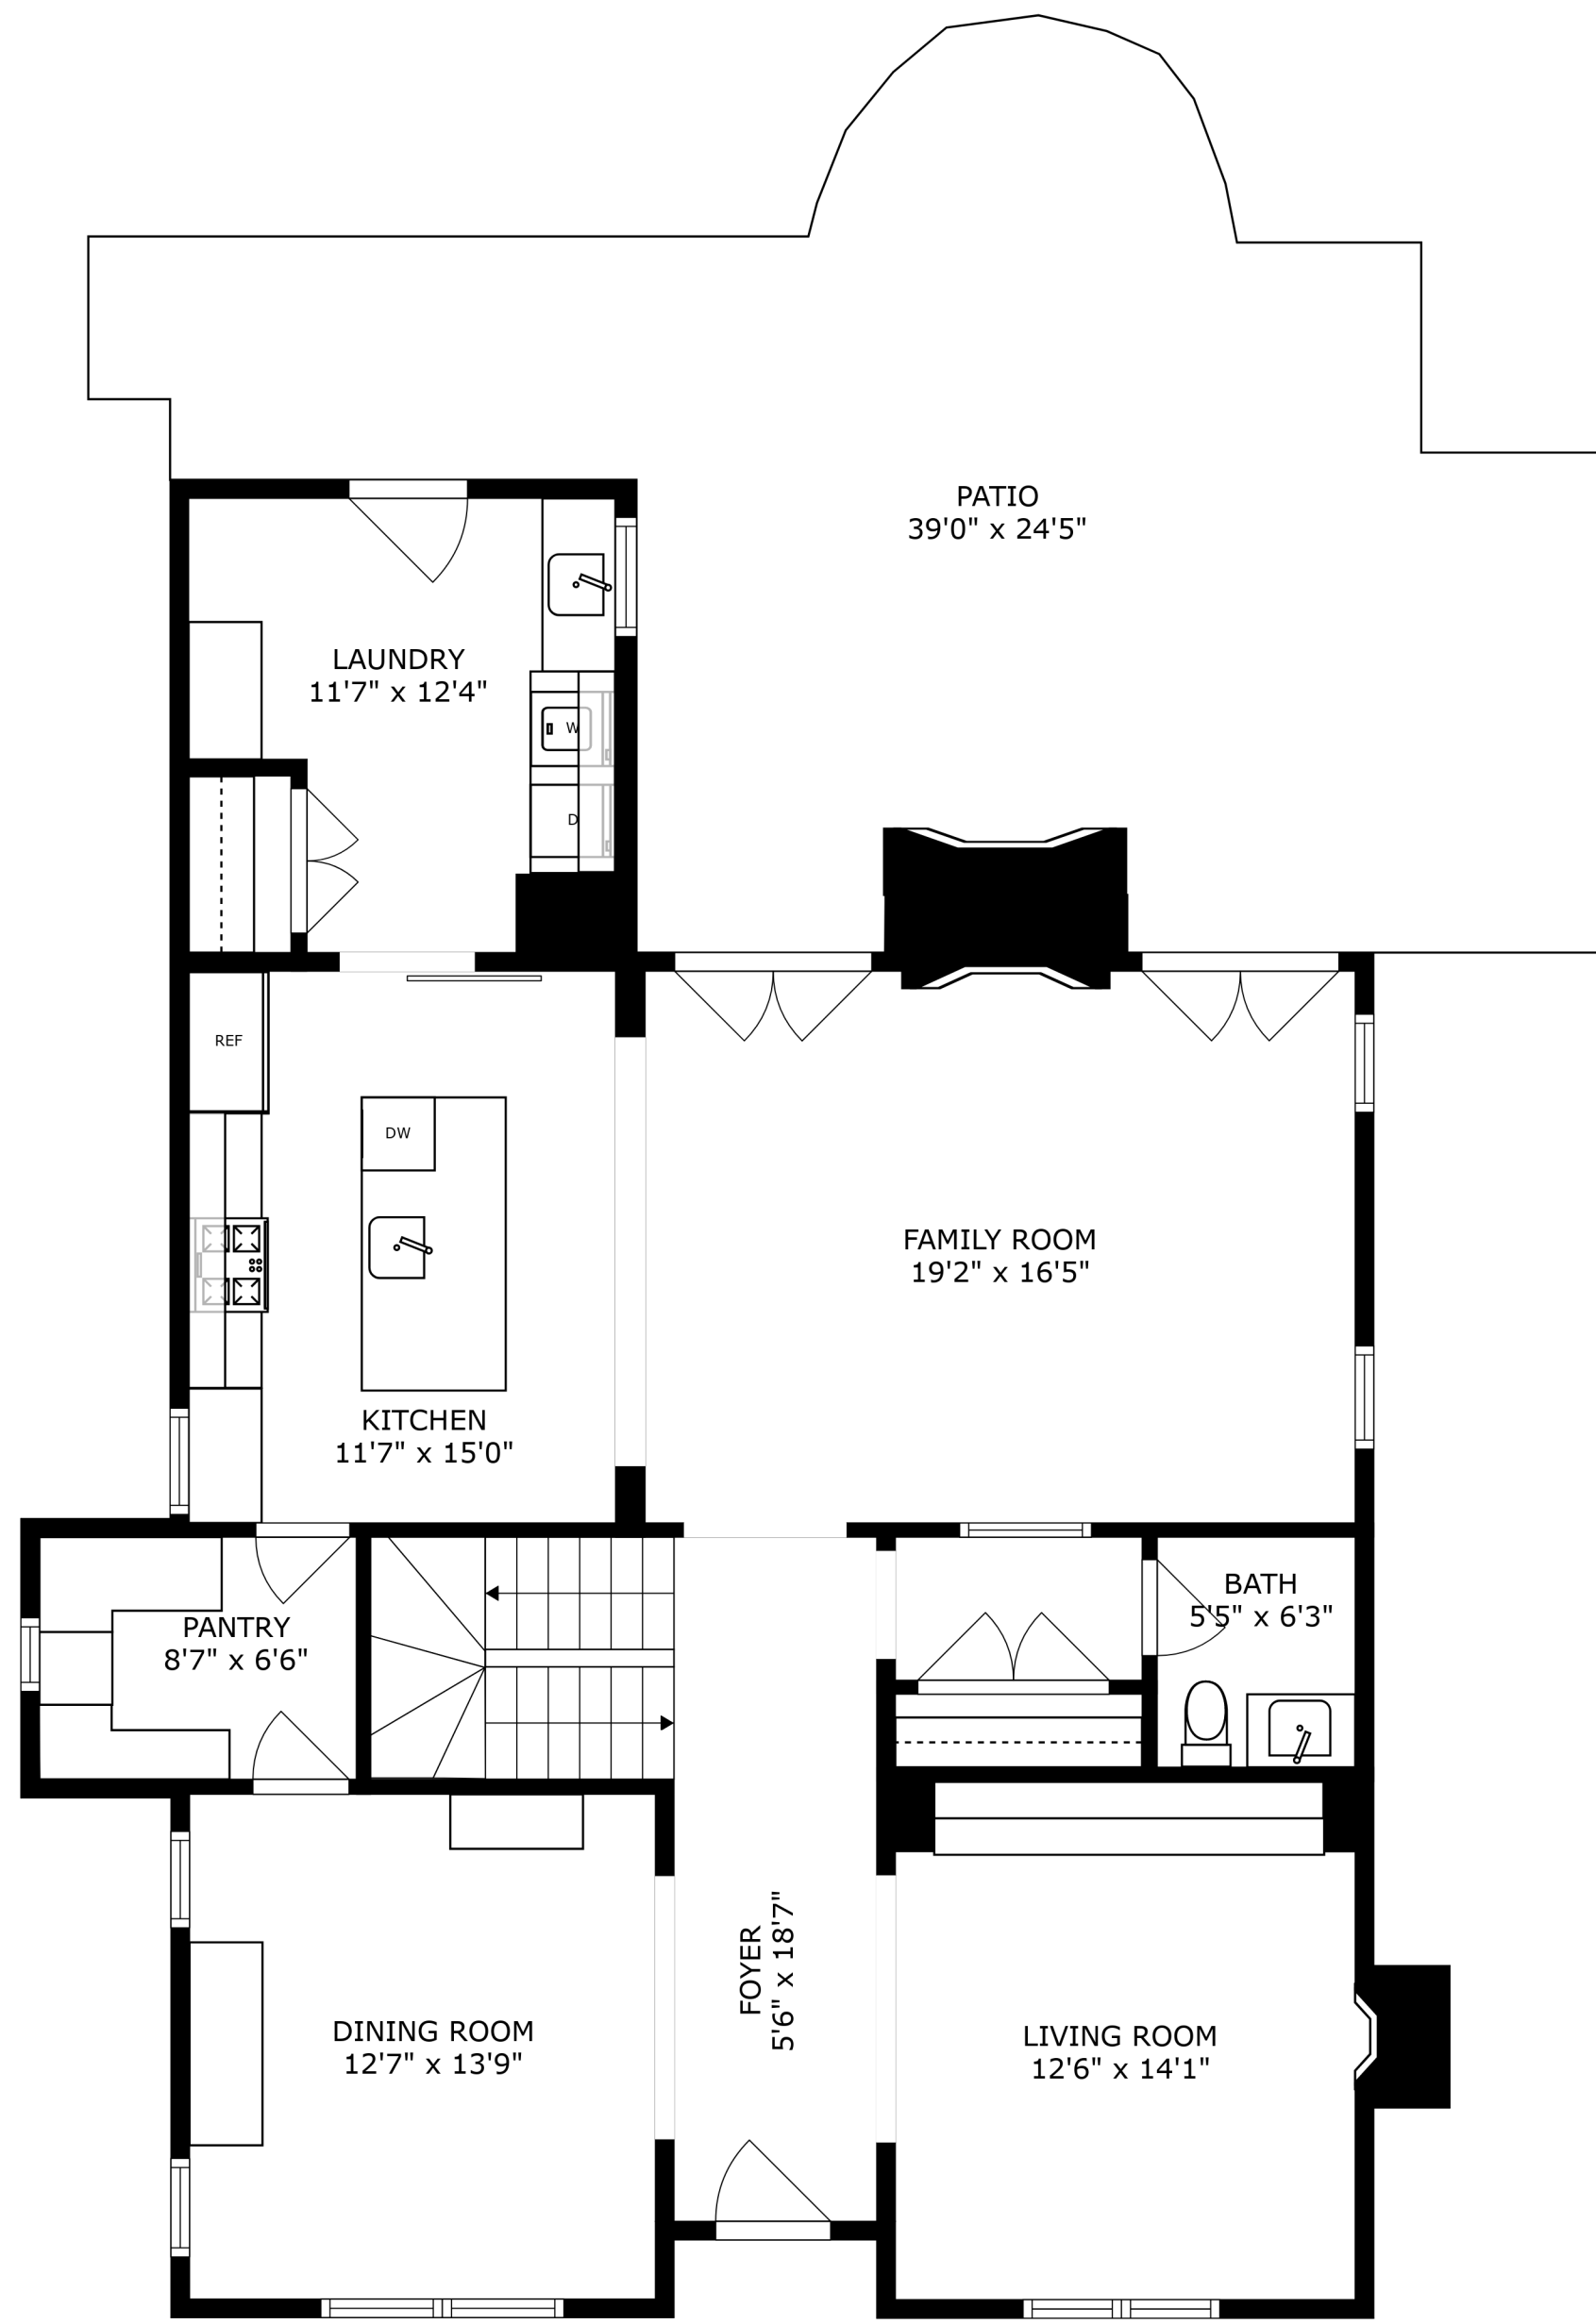 PATIO
39'0" x 24'5"
LAUNDRY
11'7" x 12'4"
W
D
REF
DW
FAMILY ROOM
19'2" x 16'5"
KITCHEN
11'7" x 15'0"
BATH
5'5" x 6'3"
PANTRY
8'7" x 6'6"
FOYER
5'6" x 18'7"
DINING ROOM
12'7" x 13'9"
LIVING ROOM
12'6" x 14'1"